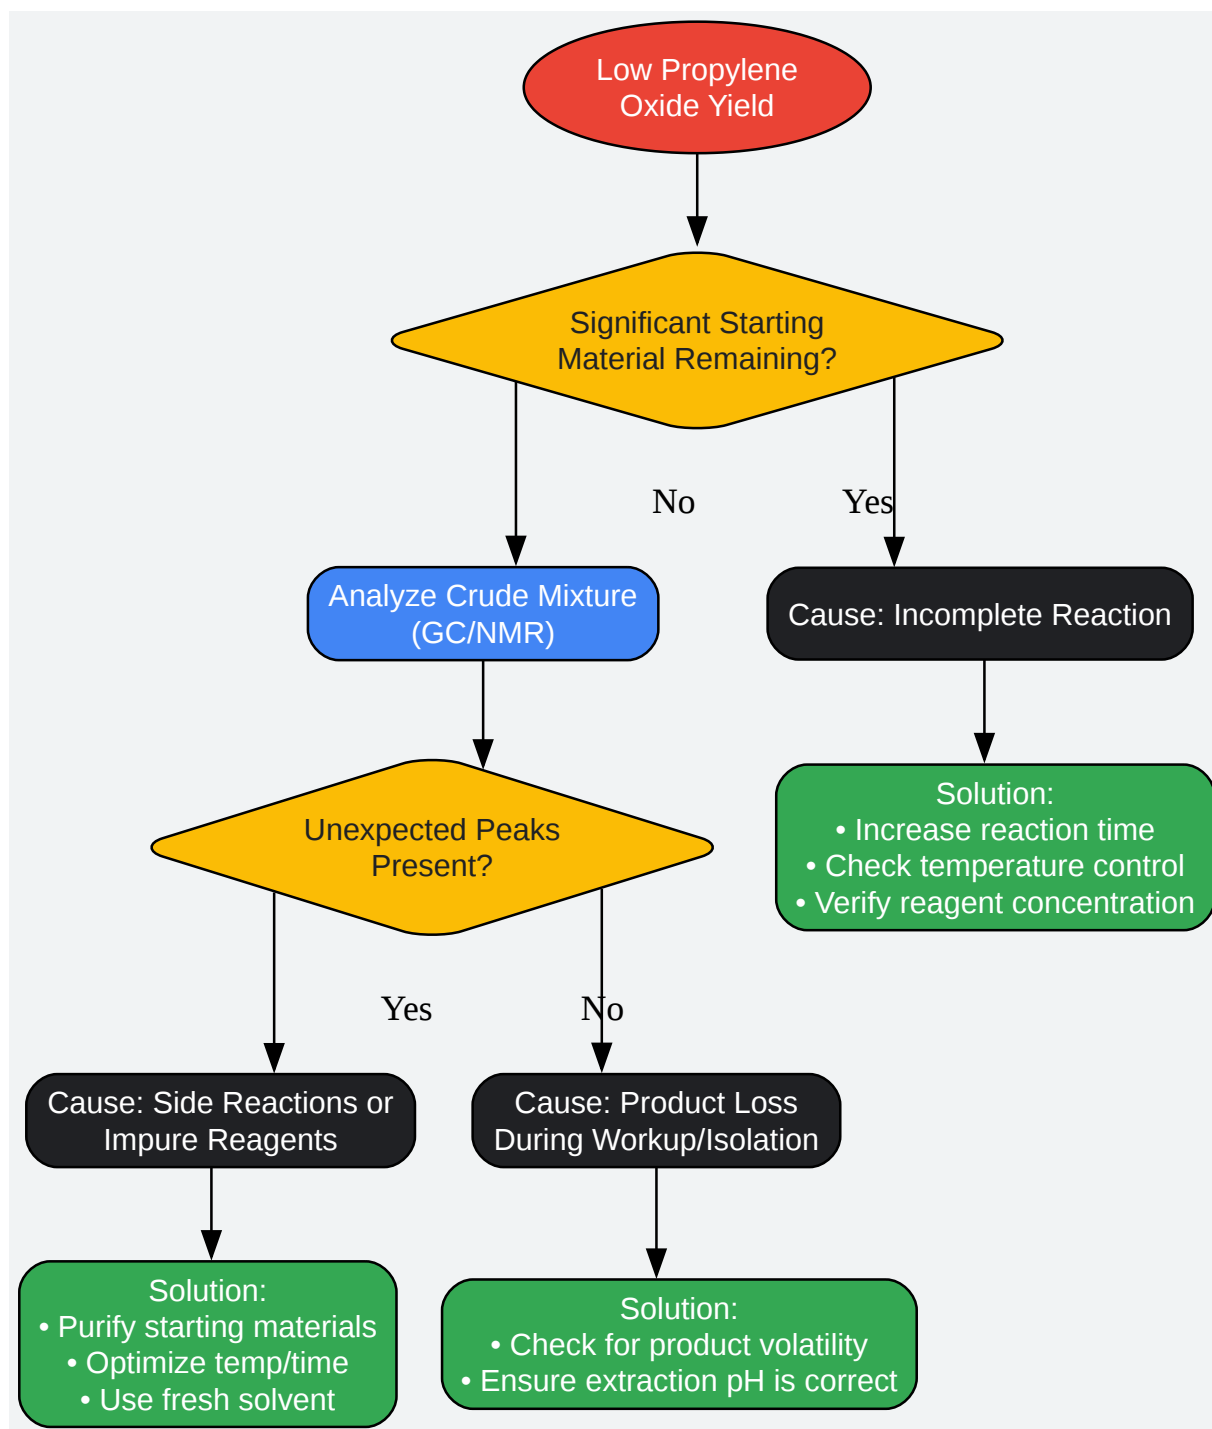 Low Propylene
Oxide Yield
Significant Starting
Material Remaining?
No
Yes
Analyze Crude Mixture
(GC/NMR)
Cause: Incomplete Reaction
Solution:
• Increase reaction time
• Check temperature control
• Verify reagent concentration
Unexpected Peaks
Present?
Yes
No
Cause: Side Reactions or
Impure Reagents
Cause: Product Loss
During Workup/Isolation
Solution:
• Purify starting materials
• Optimize temp/time
• Use fresh solvent
Solution:
• Check for product volatility
• Ensure extraction pH is correct